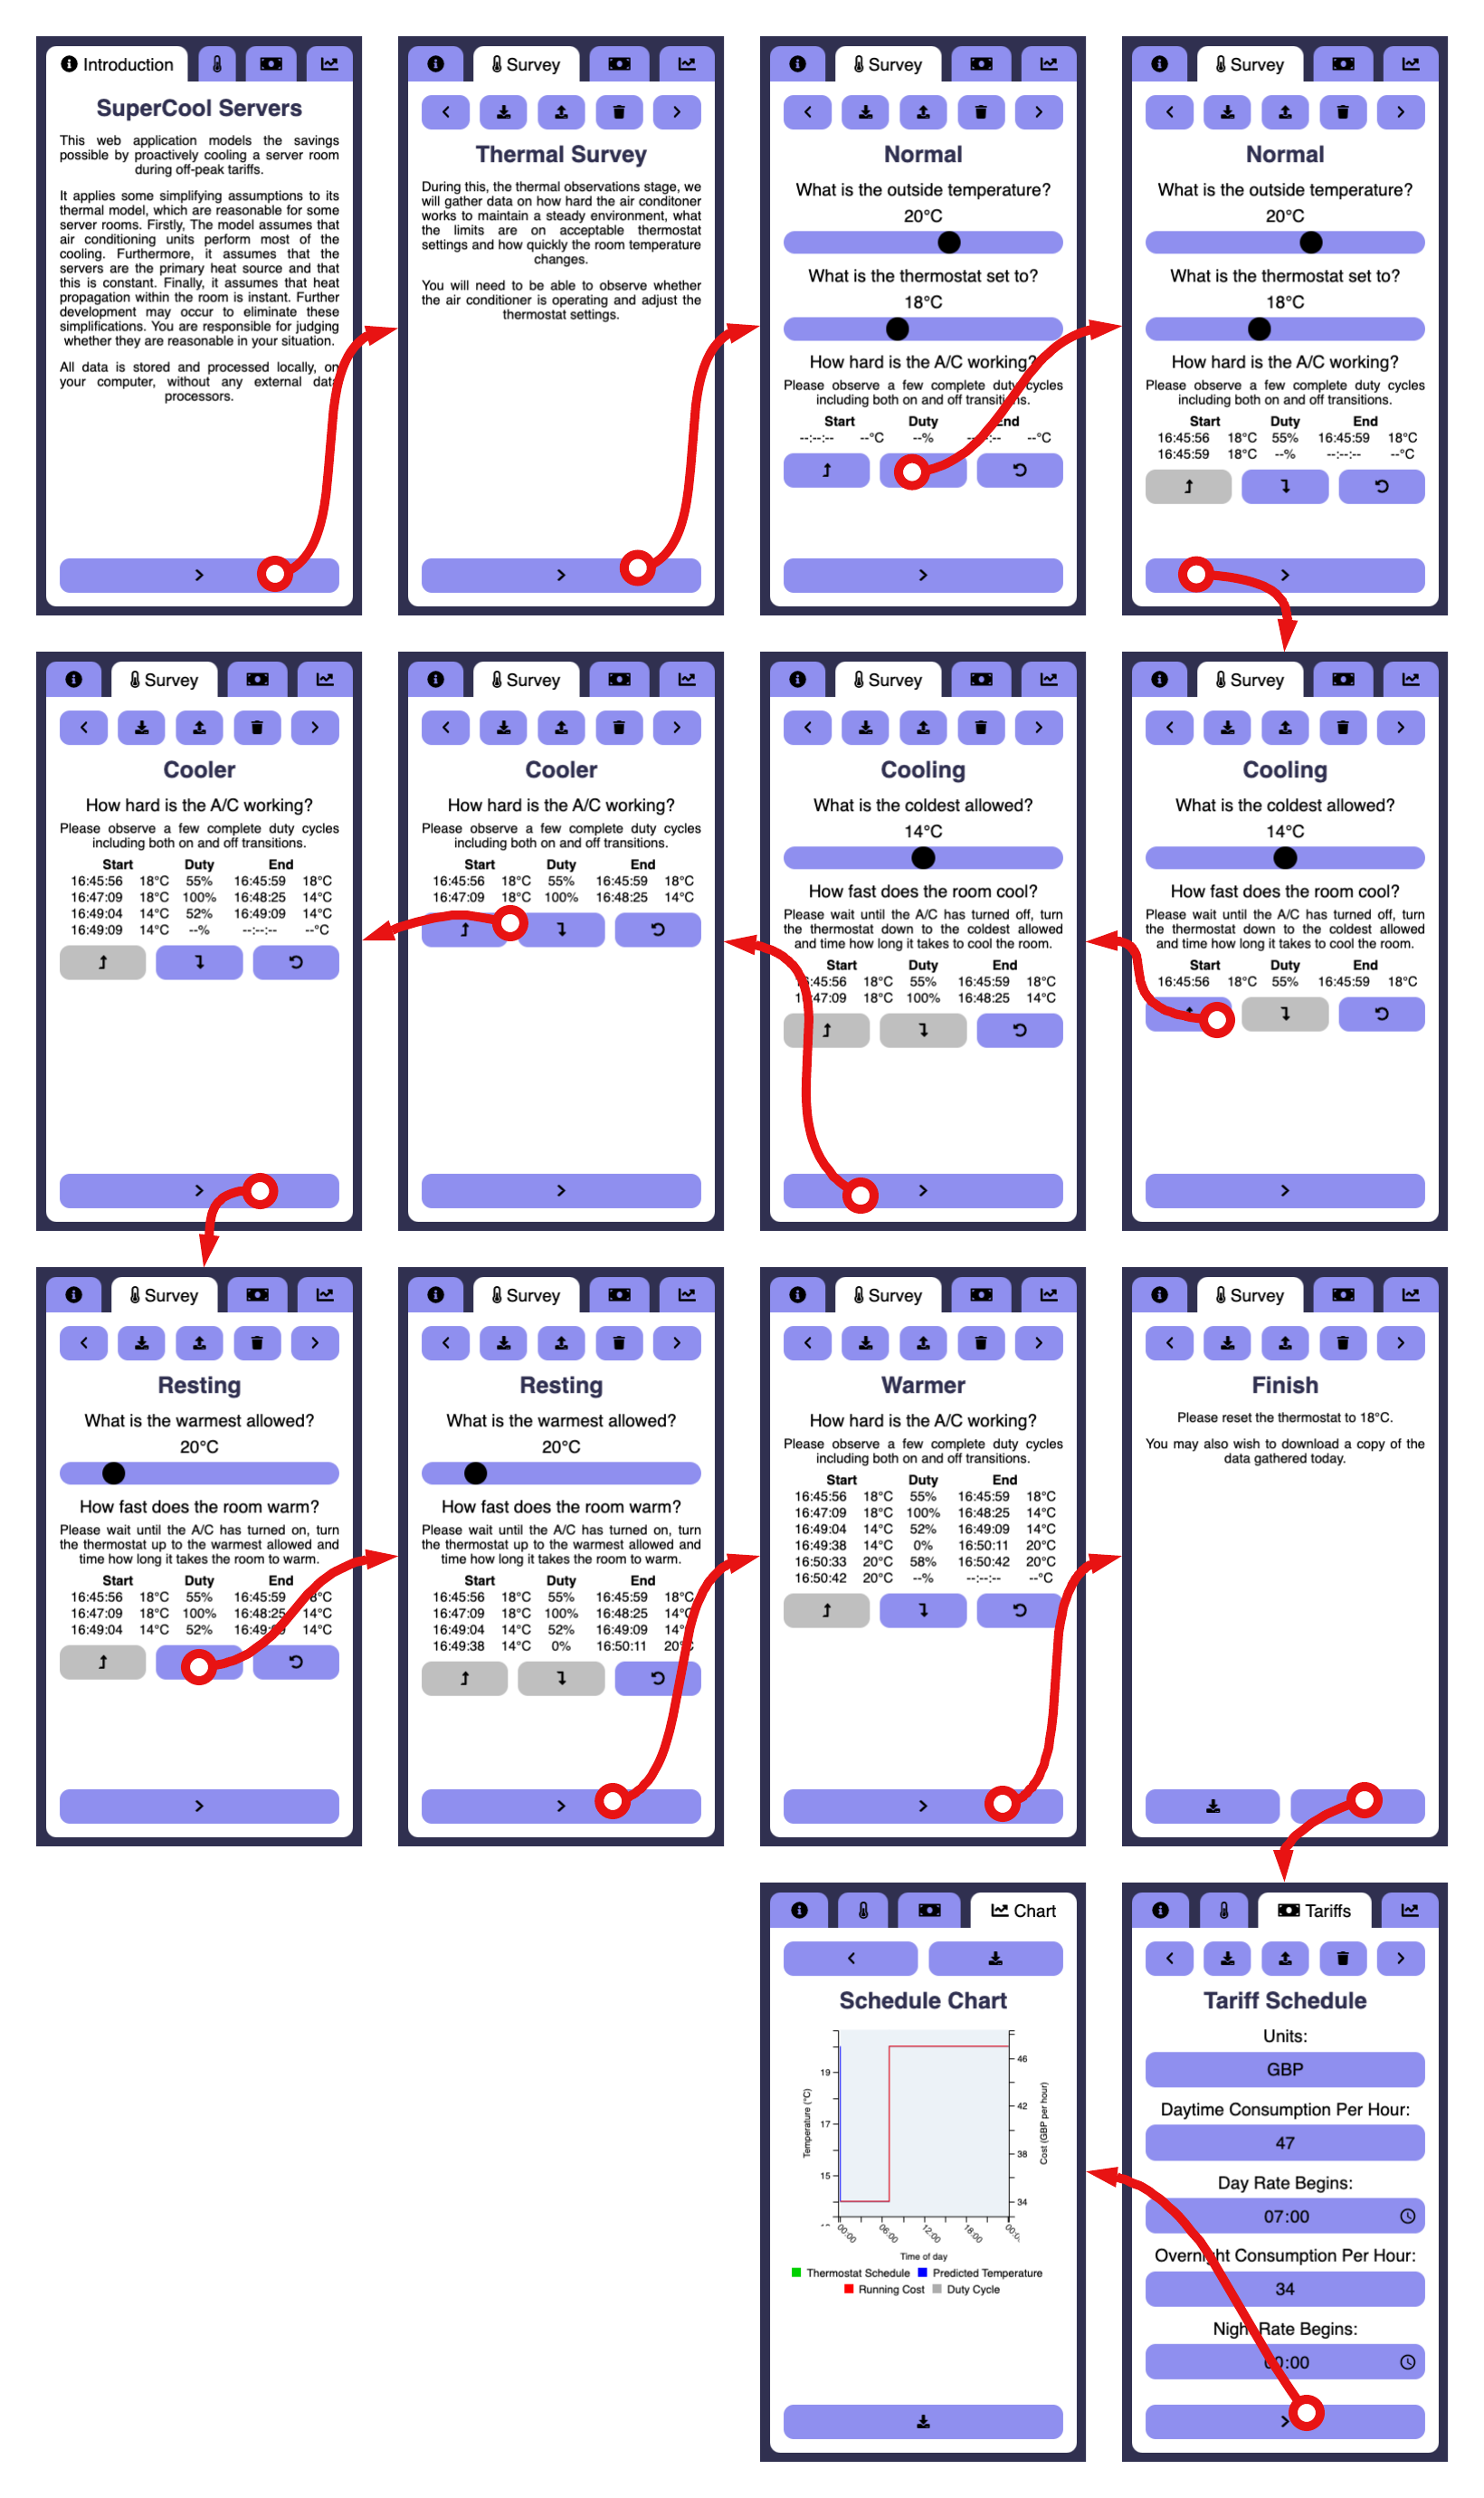 Introduction
SuperCool Servers
This web application models the savings
possible by proactively cooling a server room
during off-peak tariffs.
It applies some simplifying assumptions to its
thermal model, which are reasonable for some
server rooms. Firstly, The model assumes that
air conditioning units perform most of the
cooling. Furthermore, it assumes that the
servers are the primary heat source and that
this is constant. Finally, it assumes that heat
propagation within the room is instant. Further
development may occur to eliminate these
simplifications. You are responsible for judging
whether they are reasonable in your situation.
All data is stored and processed locally, on
your computer, without any external data
processors.
Survey
Thermal Survey
During this, the thermal observations stage, we
will gather data on how hard the air conditoner
works to maintain a steady environment, what
the limits are on acceptable thermostat
settings and how quickly the room temperature
changes.
You will need to be able to observe whether
the air conditioner is operating and adjust the
thermostat settings.
Survey
Normal
What is the outside temperature?
20°C
What is the thermostat set to?
18°C
How hard is the A/C working?
Please observe a few complete duty cycles
including both on and off transitions.
Start Duty End
--:--:-- --°C --% --:--:-- --°C
Survey
Normal
What is the outside temperature?
20°C
What is the thermostat set to?
18°C
How hard is the A/C working?
Please observe a few complete duty cycles
including both on and off transitions.
Start Duty End
16:45:56 18°C 55% 16:45:59 18°C
16:45:59 18°C --% --:--:-- --°C
Survey
Cooler
How hard is the A/C working?
Please observe a few complete duty cycles
including both on and off transitions.
Start Duty End
16:45:56 18°C 55% 16:45:59 18°C
16:47:09 18°C 100% 16:48:25 14°C
16:49:04 14°C 52% 16:49:09 14°C
16:49:09 14°C --% --:--:-- --°C
Survey
Cooler
How hard is the A/C working?
Please observe a few complete duty cycles
including both on and off transitions.
Start Duty End
16:45:56 18°C 55% 16:45:59 18°C
16:47:09 18°C 100% 16:48:25 14°C
Survey
Cooling
What is the coldest allowed?
14°C
How fast does the room cool?
Please wait until the A/C has turned off, turn
the thermostat down to the coldest allowed
and time how long it takes to cool the room.
Start Duty End
16:45:56 18°C 55% 16:45:59 18°C
16:47:09 18°C 100% 16:48:25 14°C
Survey
Cooling
What is the coldest allowed?
14°C
How fast does the room cool?
Please wait until the A/C has turned off, turn
the thermostat down to the coldest allowed
and time how long it takes to cool the room.
Start Duty End
16:45:56 18°C 55% 16:45:59 18°C
Survey
Resting
What is the warmest allowed?
20°C
How fast does the room warm?
Please wait until the A/C has turned on, turn
the thermostat up to the warmest allowed and
time how long it takes the room to warm.
Start Duty End
16:45:56 18°C 55% 16:45:59 18°C
16:47:09 18°C 100% 16:48:25 14°C
16:49:04 14°C 52% 16:49:09 14°C
Survey
Resting
What is the warmest allowed?
20°C
How fast does the room warm?
Please wait until the A/C has turned on, turn
the thermostat up to the warmest allowed and
time how long it takes the room to warm.
Start Duty End
16:45:56 18°C 55% 16:45:59 18°C
16:47:09 18°C 100% 16:48:25 14°C
16:49:04 14°C 52% 16:49:09 14°C
16:49:38 14°C 0% 16:50:11 20°C
Survey
Warmer
How hard is the A/C working?
Please observe a few complete duty cycles
including both on and off transitions.
Start Duty End
16:45:56 18°C 55% 16:45:59 18°C
16:47:09 18°C 100% 16:48:25 14°C
16:49:04 14°C 52% 16:49:09 14°C
16:49:38 14°C 0% 16:50:11 20°C
16:50:33 20°C 58% 16:50:42 20°C
16:50:42 20°C --% --:--:-- --°C
Survey
Finish
Please reset the thermostat to 18°C.
You may also wish to download a copy of the
data gathered today.
Chart
Schedule Chart
Temperature (°C)
19
17
15
46
42
38
34
Cost (GBP per hour)
00:00 06:00 12:00 18:00
Time of day
Thermostat Schedule Predicted Temperature
Running Cost Duty Cycle
Tariffs
Tariff Schedule
Units:
GBP
Daytime Consumption Per Hour:
47
Day Rate Begins:
07:00
Overnight Consumption Per Hour:
34
Night Rate Begins:
00:00